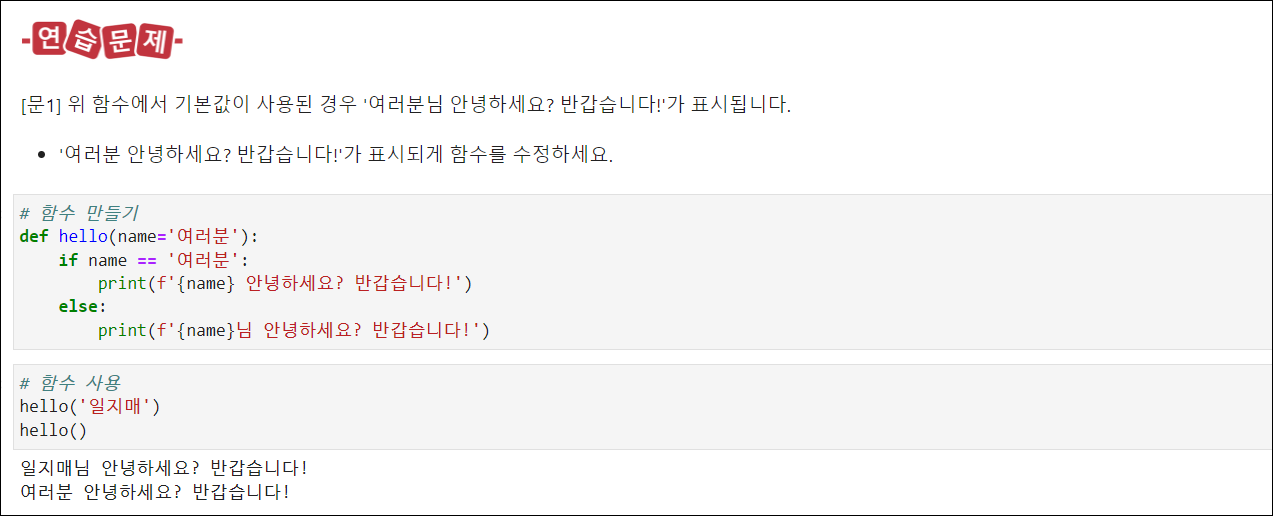 -연습문제-
[문1] 위 함수에서 기본값이 사용된 경우 '여러분님 안녕하세요? 반갑습니다!'가 표시됩니다.
• '여러분 안녕하세요? 반갑습니다!'가 표시되게 함수를 수정하세요.
# 함수 만들기
def hello(name='여러분'):
    if name == '여러분':
        print(f'{name} 안녕하세요? 반갑습니다!')
    else:
        print(f'{name}님 안녕하세요? 반갑습니다!')
# 함수 사용
hello('일지매')
hello()
일지매님 안녕하세요? 반갑습니다!
여러분 안녕하세요? 반갑습니다!